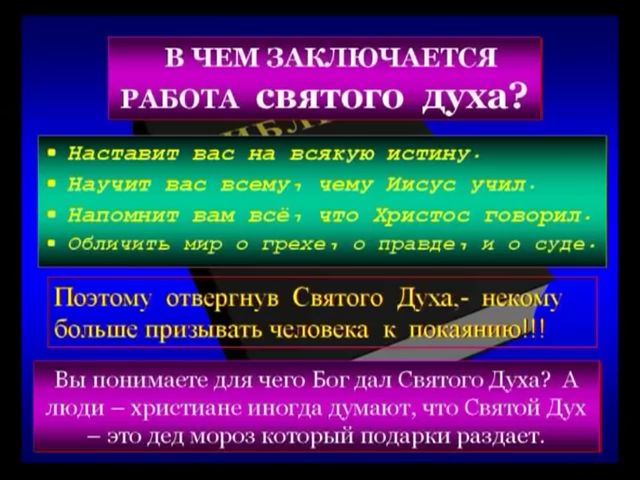 В ЧЕМ ЗАКЛЮЧАЕТСЯ
РАБОТА святого духа?
• Наставит вас на всякую истину.
• Научит вас всему, чему Иисус учил.
• Напомнит вам всё, что Христос говорил.
• Обличить мир о грехе, о правде, и о суде.
Поэтому отвергнув Святого Духа,- некому
больше призывать человека к покаянию!!!
Вы понимаете для чего Бог дал Святого Духа? А
люди – христиане иногда думают, что Святой Дух
– это дед мороз который подарки раздает.